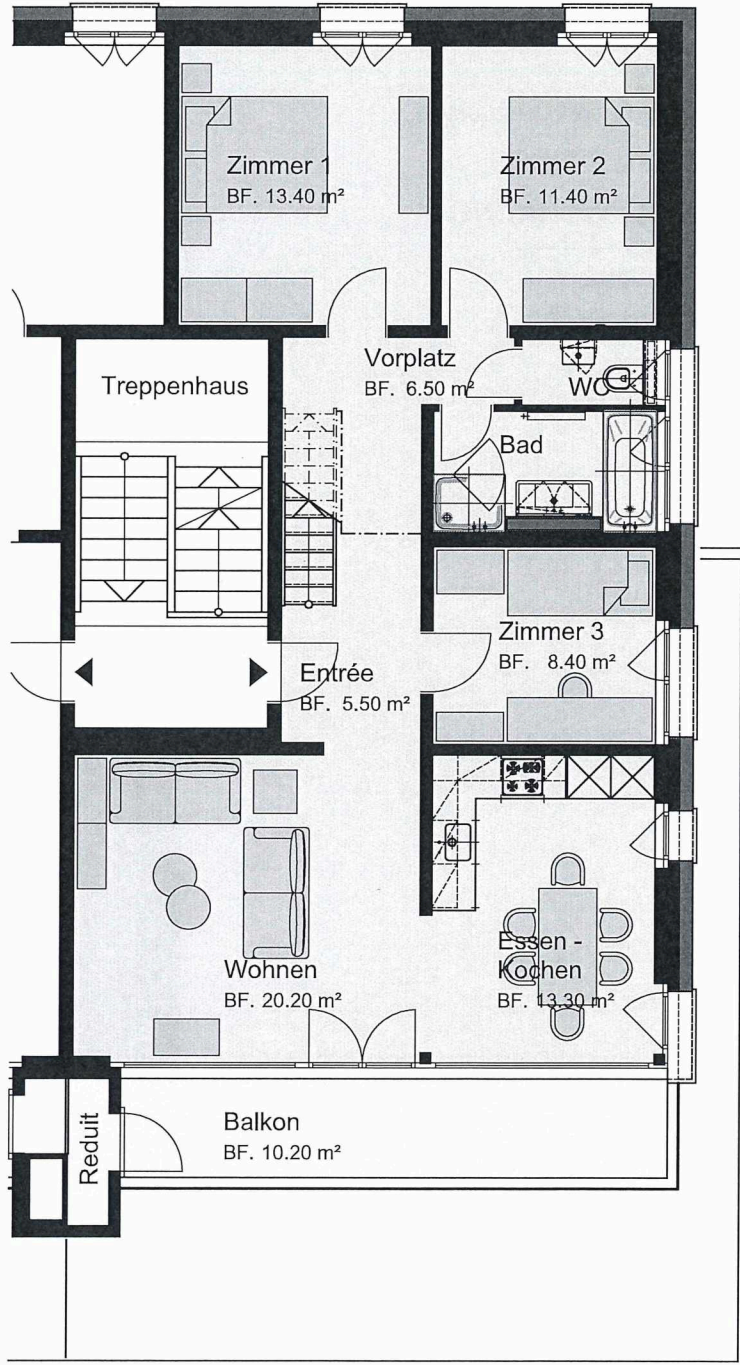 Zimmer 1
BF. 13.40 m²
Zimmer 2
BF. 11.40 m²
Treppenhaus
Vorplatz
BF. 6.50 m²
WC
Bad
Zimmer 3
BF. 8.40 m²
Entrée
BF. 5.50 m²
Wohnen
BF. 20.20 m²
Essen -
Kochen
BF. 13.30 m²
Reduit
Balkon
BF. 10.20 m²